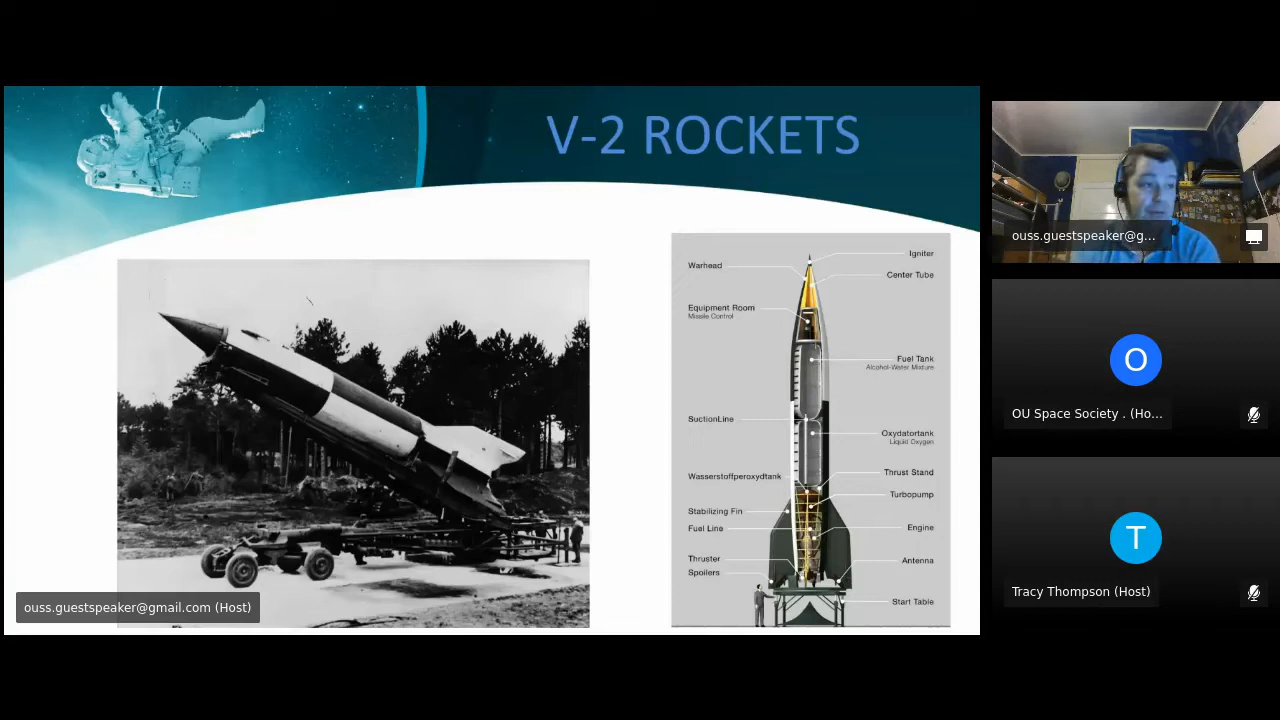 V-2 ROCKETS
Igniter
Warhead
Center Tube
Equipment Room
Missile Control
Fuel Tank
Alcohol-Water Mixture
SuctionLine
Oxydatortank
Liquid Oxygen
Thrust Stand
Wasserstoffperoxydtank
Turbopump
Stabilizing Fin
Fuel Line
Engine
Thruster
Antenna
Spoilers
Start Table
ouss.guestspeaker@gmail.com (Host)
ouss.guestspeaker@g...
O
OU Space Society . (Ho...
T
Tracy Thompson (Host)